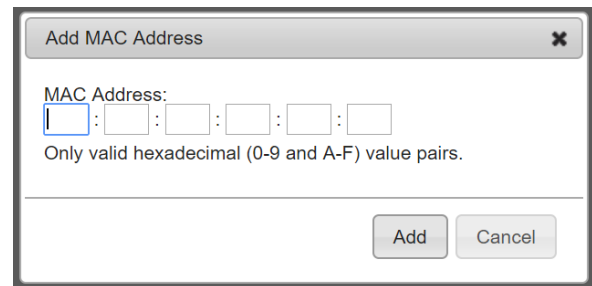 Add MAC Address
MAC Address:
: : : : :
Only valid hexadecimal (0-9 and A-F) value pairs.
Add Cancel